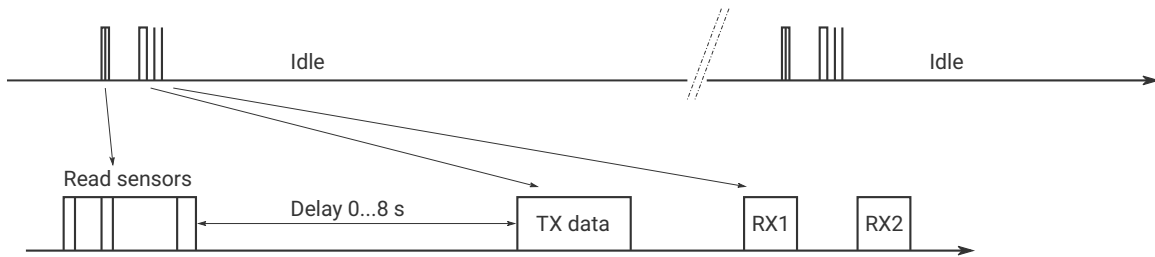 Idle
Idle
Read sensors
Delay 0...8 s
TX data
RX1
RX2